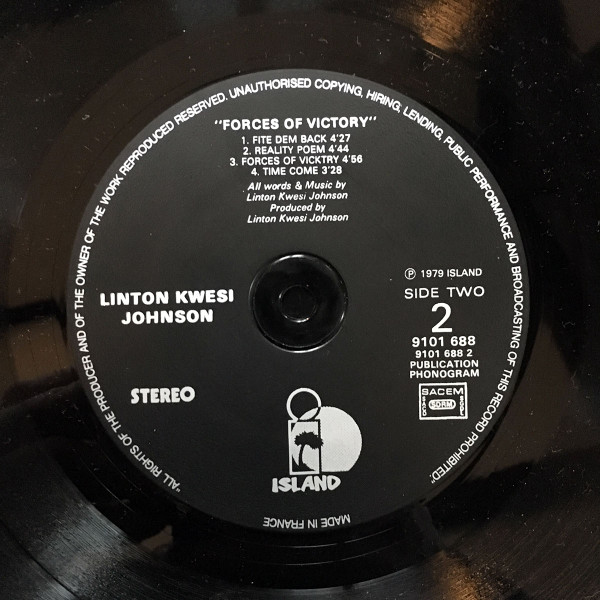 "ALL RIGHTS OF THE PRODUCER AND OF THE OWNER OF THE WORK REPRODUCED RESERVED. UNAUTHORISED COPYING, HIRING, LENDING, PUBLIC PERFORMANCE AND BROADCASTING OF THIS RECORD PROHIBITED"
"FORCES OF VICTORY"
1. FITE DEM BACK 4'27
2. REALITY POEM 4'44
3. FORCES OF VICKTRY 4'56
4. TIME COME 3'28
All words & Music by
Linton Kwesi Johnson
Produced by
Linton Kwesi Johnson
LINTON KWESI
JOHNSON
STEREO
℗ 1979 ISLAND
SIDE TWO
2
9101 688
9101 688 2
PUBLICATION
PHONOGRAM
SACEM
SACD
SDRM
SGDL
ISLAND
MADE IN FRANCE